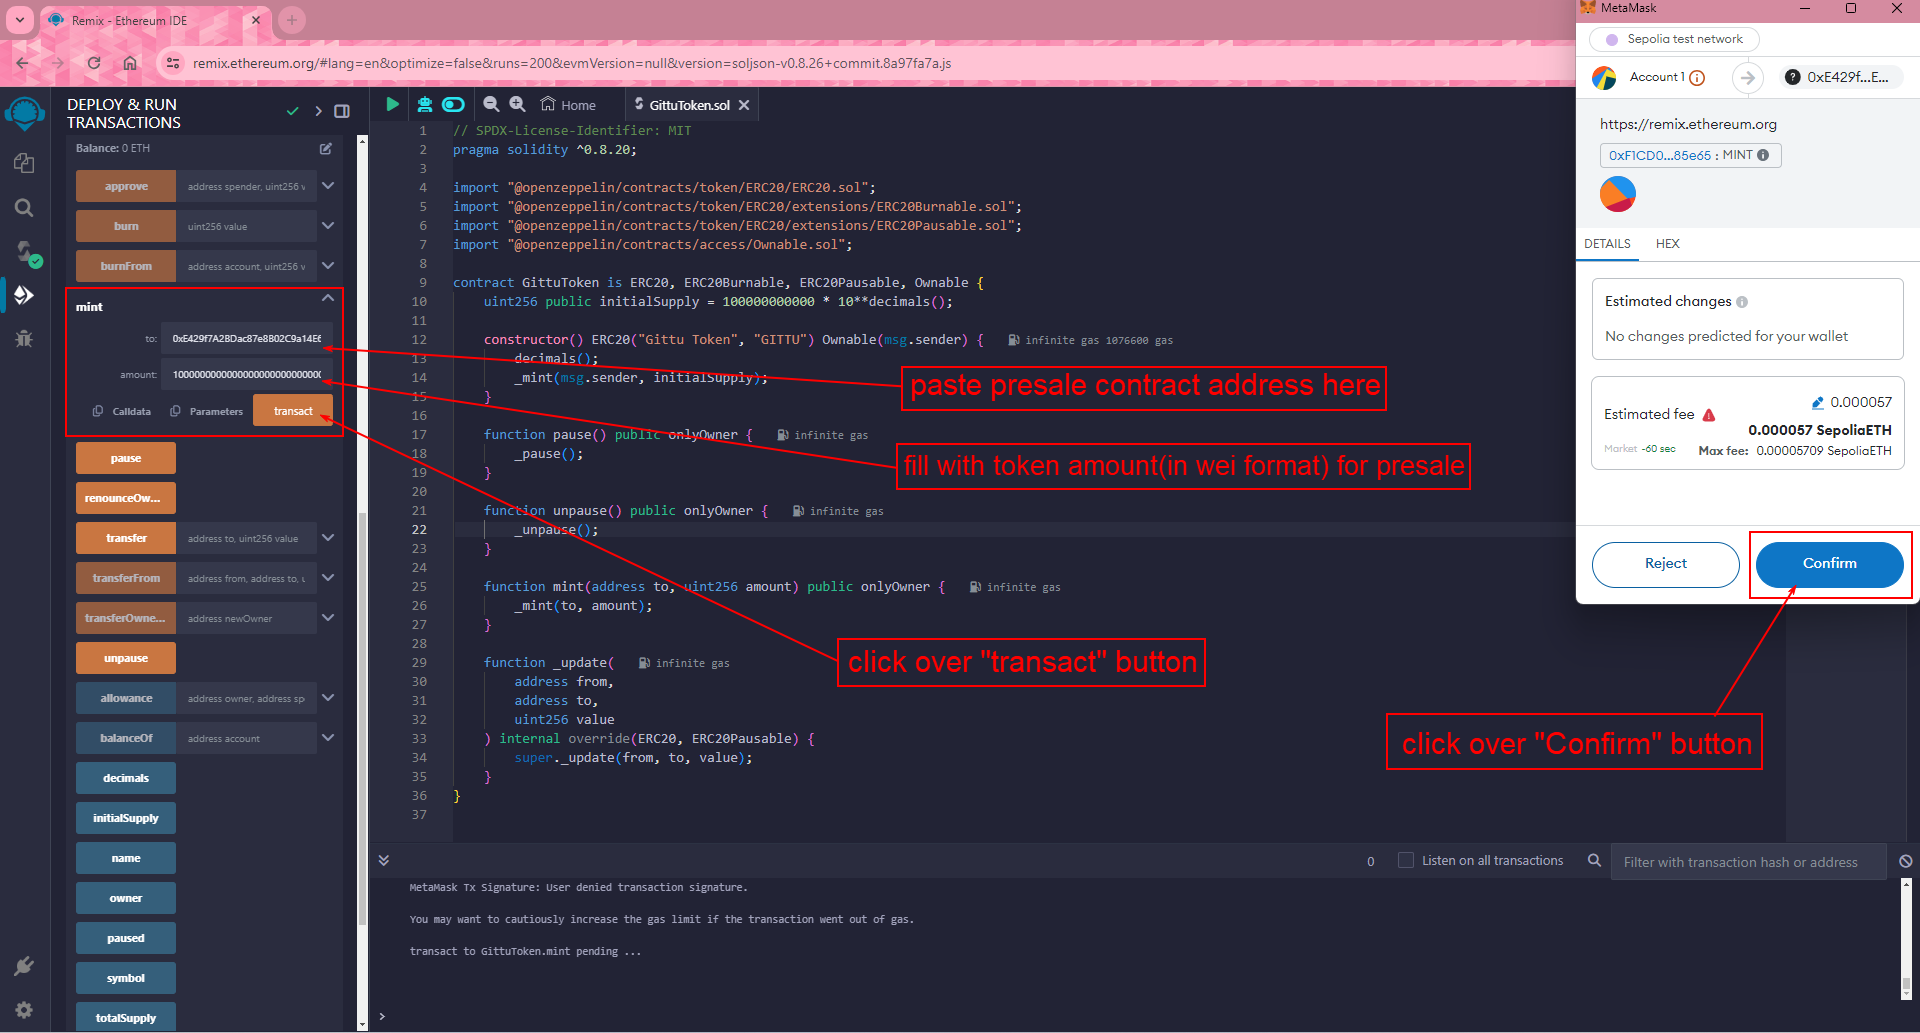 Remix - Ethereum IDE
remix.ethereum.org/#lang=en&optimize=false&runs=200&evmVersion=null&version=soljson-v0.8.26+commit.8a97fa7a.js
DEPLOY & RUN
TRANSACTIONS
Balance: 0 ETH
approve address spender, uint256 v
burn uint256 value
burnFrom address account, uint256 v
mint
to: 0xE429f7A2BDac87e8B02C9a14E6
amount:
Calldata Parameters transact
pause
renounceOw...
transfer address to, uint256 value
transferFrom address from, address to, u
transferOwne... address newOwner
unpause
allowance address owner, address sp
balanceOf address account
decimals
initialSupply
name
owner
paused
symbol
totalSupply
Home GittuToken.sol
1 // SPDX-License-Identifier: MIT
2 pragma solidity ^0.8.20;
3
4 import "@openzeppelin/contracts/token/ERC20/ERC20.sol";
5 import "@openzeppelin/contracts/token/ERC20/extensions/ERC20Burnable.sol";
6 import "@openzeppelin/contracts/token/ERC20/extensions/ERC20Pausable.sol";
7 import "@openzeppelin/contracts/access/Ownable.sol";
8
9 contract GittuToken is ERC20, ERC20Burnable, ERC20Pausable, Ownable {
10 uint256 public initialSupply = 100000000000 * 10**decimals();
11
12 constructor() ERC20("Gittu Token", "GITTU") Ownable(msg.sender) { infinite gas 1076600 gas
13 decimals();
14 _mint(msg.sender, initialSupply);
15 }
16
17 function pause() public onlyOwner { infinite gas
18 _pause();
19 }
20
21 function unpause() public onlyOwner { infinite gas
22 _unpause();
23 }
24
25 function mint(address to, uint256 amount) public onlyOwner { infinite gas
26 _mint(to, amount);
27 }
28
29 function _update( infinite gas
30 address from,
31 address to,
32 uint256 value
33 ) internal override(ERC20, ERC20Pausable) {
34 super._update(from, to, value);
35 }
36 }
37
paste presale contract address here
fill with token amount(in wei format) for presale
click over "transact" button
click over "Confirm" button
0 Listen on all transactions Filter with transaction hash or address
MetaMask Tx Signature: User denied transaction signature.
You may want to cautiously increase the gas limit if the transaction went out of gas.
transact to GittuToken.mint pending ...
>
MetaMask
Sepolia test network
Account 1 0xE429f...E...
https://remix.ethereum.org
0xF1CD0...85e65 : MINT
DETAILS HEX
Estimated changes
No changes predicted for your wallet
Estimated fee 0.000057
0.000057 SepoliaETH
Market ~60 sec Max fee: 0.00005709 SepoliaETH
Reject Confirm